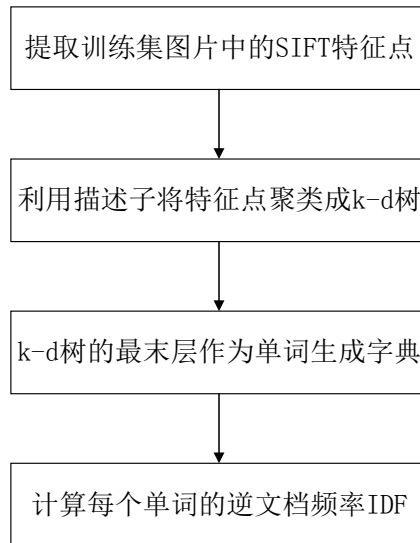 提取训练集图片中的SIFT特征点
利用描述子将特征点聚类成k-d树
k-d树的最末层作为单词生成字典
计算每个单词的逆文档频率IDF